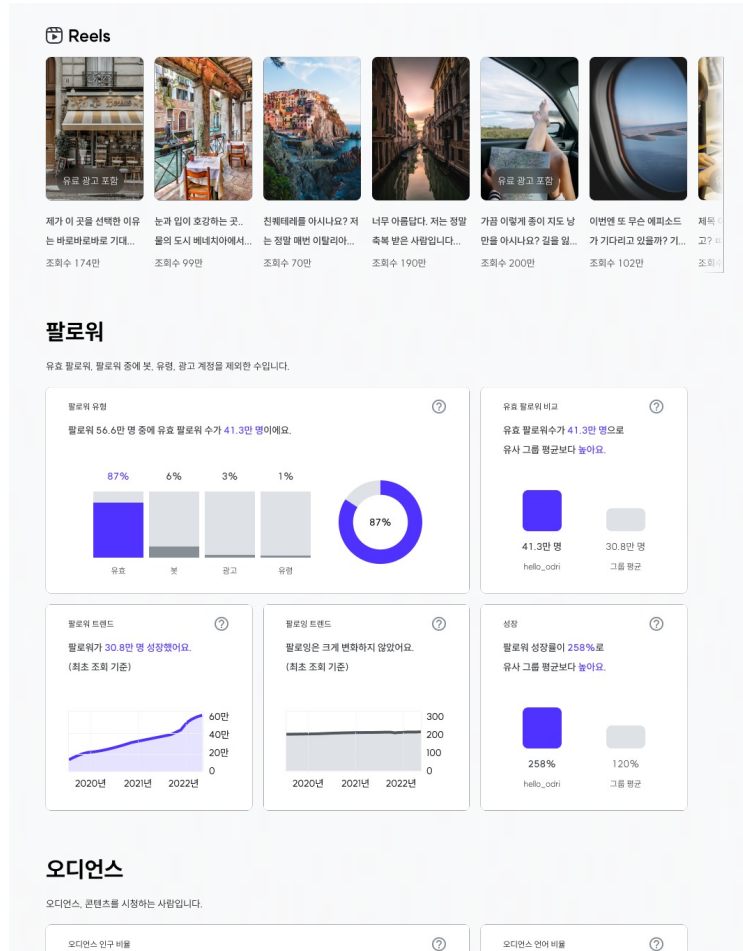 Reels
유료 광고 포함
유료 광고 포함
제가 이 곳을 선택한 이유
는 바로바로바로 기대...
조회수 174만
눈과 입이 호강하는 곳..
물의 도시 베네치아에서...
조회수 99만
친퀘테레를 아시나요? 저
는 정말 매번 이탈리아...
조회수 70만
너무 아름답다. 저는 정말
축복 받은 사람입니다...
조회수 190만
가끔 이렇게 종이 지도 낭
만을 아시나요? 길을 잃...
조회수 200만
이번엔 또 무슨 에피소드
가 기다리고 있을까? 기...
조회수 102만
제목
고?
조회수
팔로워
유효 팔로워, 팔로워 중에 봇, 유령, 광고 계정을 제외한 수입니다.
팔로워 유형
팔로워 56.6만 명 중에 유효 팔로워 수가 41.3만 명이에요.
87% 6% 3% 1%
87%
유효 봇 광고 유령
유효 팔로워 비교
유효 팔로워수가 41.3만 명으로
유사 그룹 평균보다 높아요.
41.3만 명 30.8만 명
hello_odri 그룹 평균
팔로워 트렌드
팔로워가 30.8만 명 성장했어요.
(최초 조회 기준)
60만
40만
20만
0
2020년 2021년 2022년
팔로잉 트렌드
팔로잉은 크게 변화하지 않았어요.
(최초 조회 기준)
300
200
100
0
2020년 2021년 2022년
성장
팔로워 성장률이 258%로
유사 그룹 평균보다 높아요.
258% 120%
hello_odri 그룹 평균
오디언스
오디언스, 콘텐츠를 시청하는 사람입니다.
오디언스 인구 비율
오디언스 언어 비율